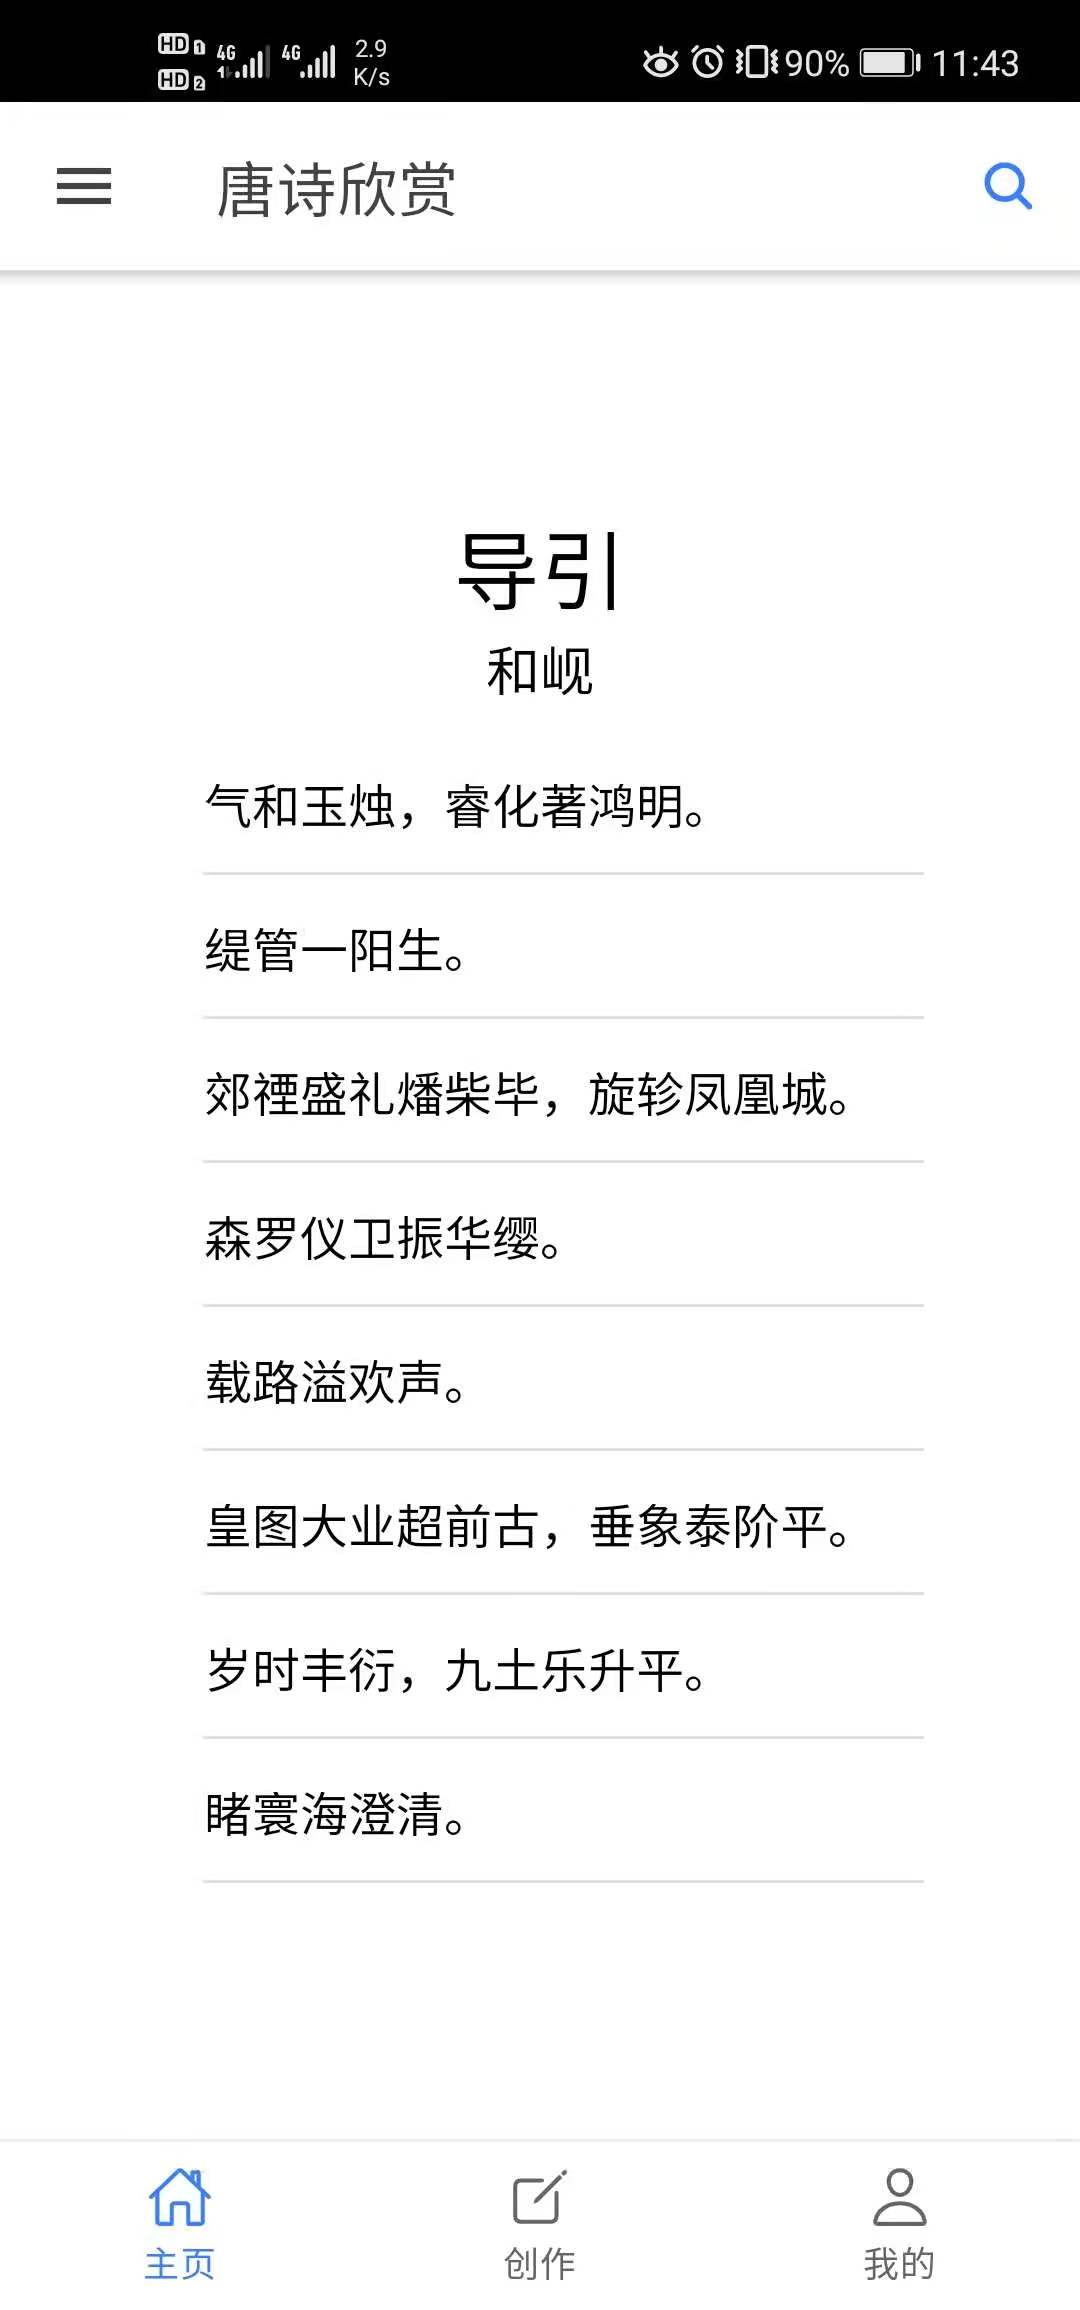 HD 1 4G 4G 2.9
HD 2 K/s 90% 11:43
唐诗欣赏
导引
和岘
气和玉烛，睿化著鸿明。
缇管一阳生。
郊禋盛礼燔柴毕，旋轸凤凰城。
森罗仪卫振华缨。
载路溢欢声。
皇图大业超前古，垂象泰阶平。
岁时丰衍，九土乐升平。
睹寰海澄清。
主页 创作 我的